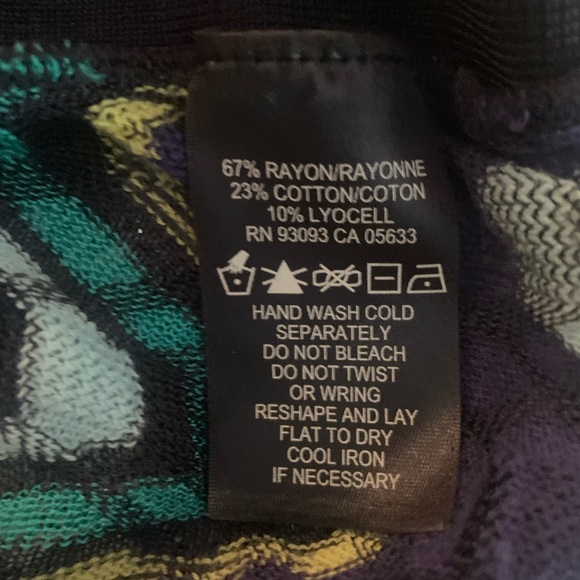 67% RAYON/RAYONNE
23% COTTON/COTON
10% LYOCELL
RN 93093 CA 05633
HAND WASH COLD
SEPARATELY
DO NOT BLEACH
DO NOT TWIST
OR WRING
RESHAPE AND LAY
FLAT TO DRY
COOL IRON
IF NECESSARY